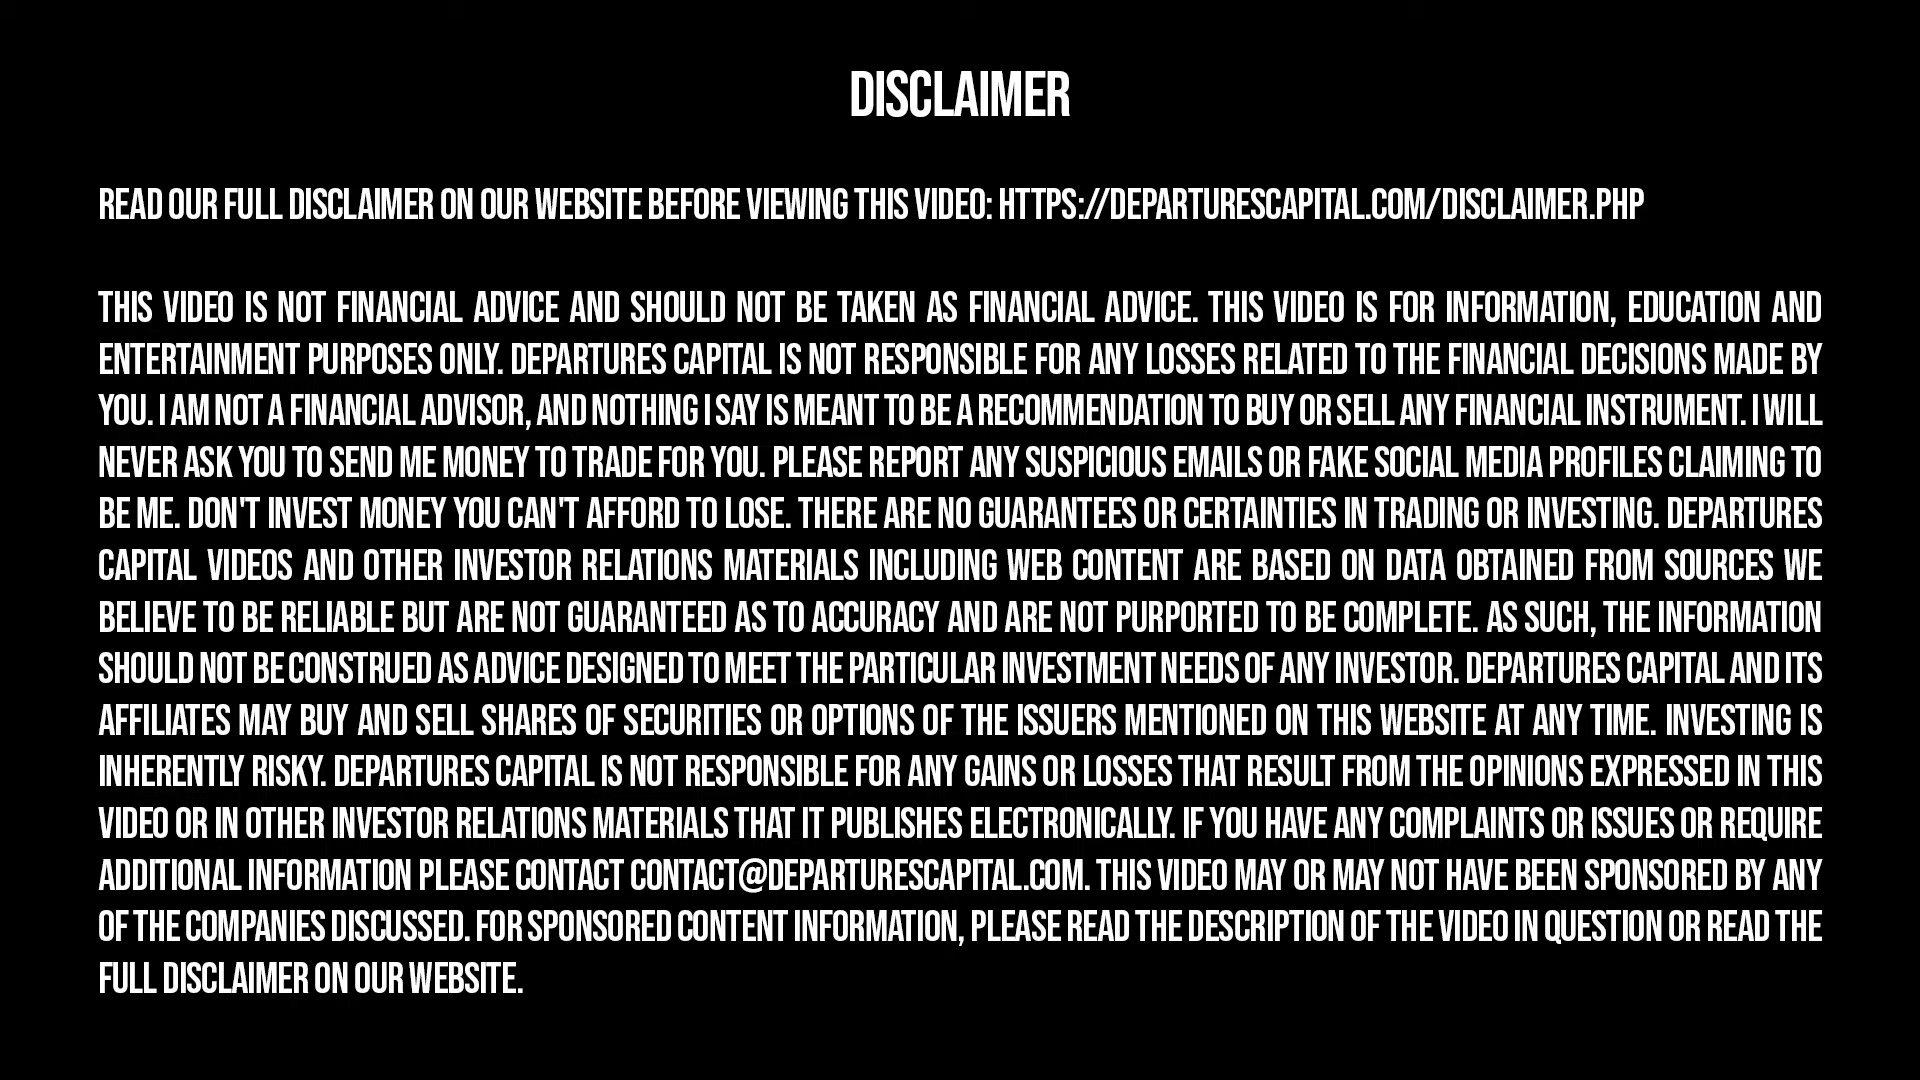 DISCLAIMER
READ OUR FULL DISCLAIMER ON OUR WEBSITE BEFORE VIEWING THIS VIDEO: HTTPS://DEPARTURESCAPITAL.COM/DISCLAIMER.PHP
THIS VIDEO IS NOT FINANCIAL ADVICE AND SHOULD NOT BE TAKEN AS FINANCIAL ADVICE. THIS VIDEO IS FOR INFORMATION, EDUCATION AND
ENTERTAINMENT PURPOSES ONLY. DEPARTURES CAPITAL IS NOT RESPONSIBLE FOR ANY LOSSES RELATED TO THE FINANCIAL DECISIONS MADE BY
YOU. I AM NOT A FINANCIAL ADVISOR, AND NOTHING I SAY IS MEANT TO BE A RECOMMENDATION TO BUY OR SELL ANY FINANCIAL INSTRUMENT. I WILL
NEVER ASK YOU TO SEND ME MONEY TO TRADE FOR YOU. PLEASE REPORT ANY SUSPICIOUS EMAILS OR FAKE SOCIAL MEDIA PROFILES CLAIMING TO
BE ME. DON'T INVEST MONEY YOU CAN'T AFFORD TO LOSE. THERE ARE NO GUARANTEES OR CERTAINTIES IN TRADING OR INVESTING. DEPARTURES
CAPITAL VIDEOS AND OTHER INVESTOR RELATIONS MATERIALS INCLUDING WEB CONTENT ARE BASED ON DATA OBTAINED FROM SOURCES WE
BELIEVE TO BE RELIABLE BUT ARE NOT GUARANTEED AS TO ACCURACY AND ARE NOT PURPORTED TO BE COMPLETE. AS SUCH, THE INFORMATION
SHOULD NOT BE CONSTRUED AS ADVICE DESIGNED TO MEET THE PARTICULAR INVESTMENT NEEDS OF ANY INVESTOR. DEPARTURES CAPITAL AND ITS
AFFILIATES MAY BUY AND SELL SHARES OF SECURITIES OR OPTIONS OF THE ISSUERS MENTIONED ON THIS WEBSITE AT ANY TIME. INVESTING IS
INHERENTLY RISKY. DEPARTURES CAPITAL IS NOT RESPONSIBLE FOR ANY GAINS OR LOSSES THAT RESULT FROM THE OPINIONS EXPRESSED IN THIS
VIDEO OR IN OTHER INVESTOR RELATIONS MATERIALS THAT IT PUBLISHES ELECTRONICALLY. IF YOU HAVE ANY COMPLAINTS OR ISSUES OR REQUIRE
ADDITIONAL INFORMATION PLEASE CONTACT CONTACT@DEPARTURESCAPITAL.COM. THIS VIDEO MAY OR MAY NOT HAVE BEEN SPONSORED BY ANY
OF THE COMPANIES DISCUSSED. FOR SPONSORED CONTENT INFORMATION, PLEASE READ THE DESCRIPTION OF THE VIDEO IN QUESTION OR READ THE
FULL DISCLAIMER ON OUR WEBSITE.